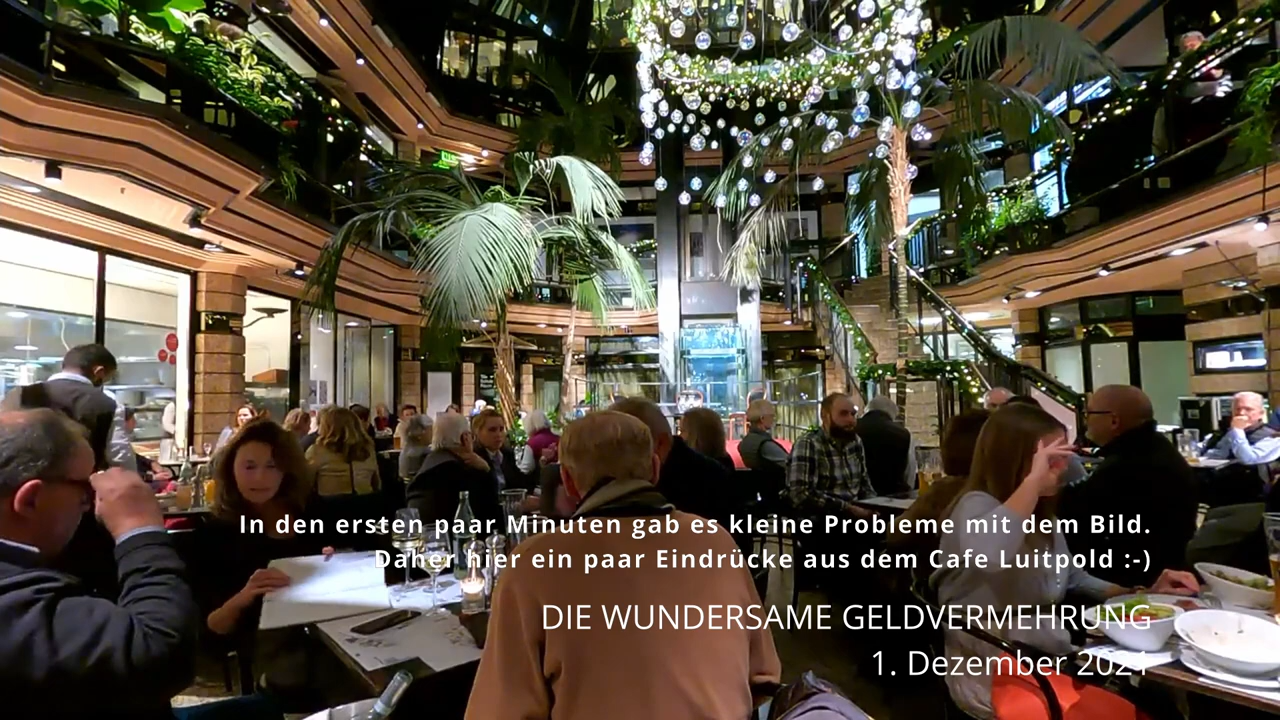 In den ersten paar Minuten gab es kleine Probleme mit dem Bild.
Daher hier ein paar Eindrücke aus dem Cafe Luitpold :-)
DIE WUNDERSAME GELDVERMEHRUNG
1. Dezember 2021